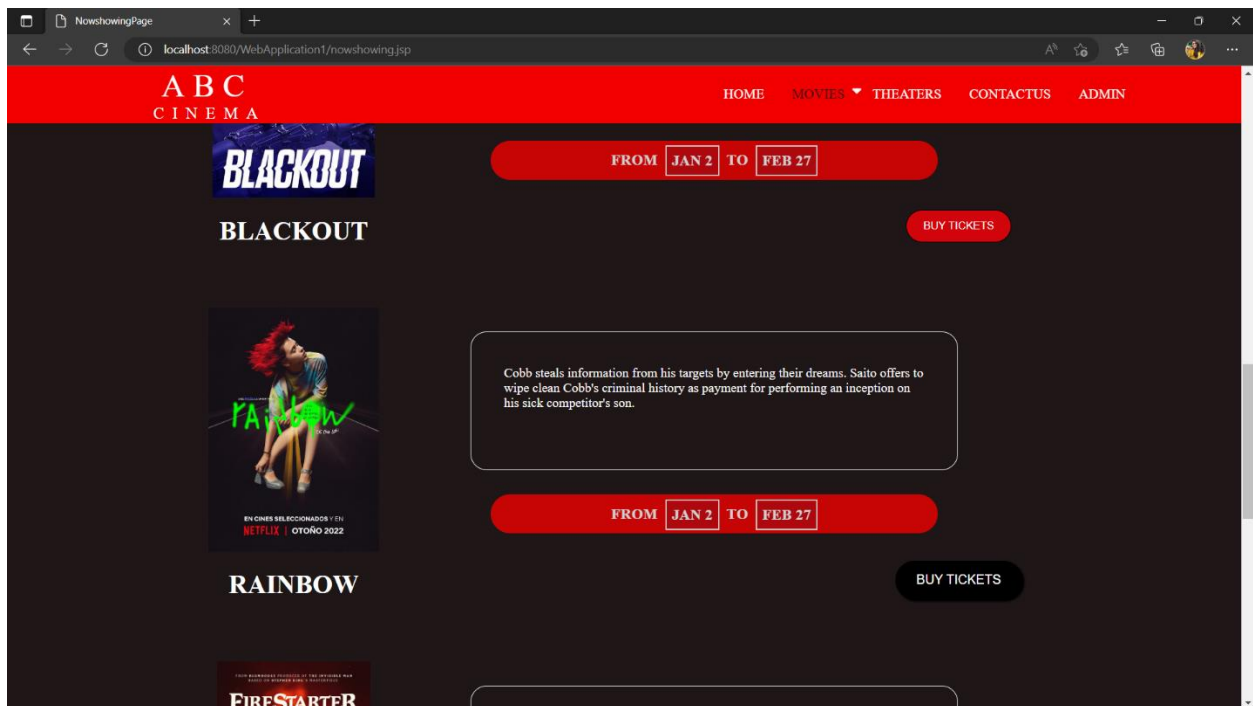 NowshowingPage
localhost:8080/WebApplication1/nowshowing.jsp
A B C
CINEMA
HOME MOVIES THEATERS CONTACTUS ADMIN
BLACKOUT
FROM JAN 2 TO FEB 27
BLACKOUT
BUY TICKETS
Cobb steals information from his targets by entering their dreams. Saito offers to
wipe clean Cobb's criminal history as payment for performing an inception on
his sick competitor's son.
rainbow
EN CINES SELECCIONADOS Y EN
NETFLIX | OTOÑO 2022
FROM JAN 2 TO FEB 27
RAINBOW
BUY TICKETS
FIRESTARTER